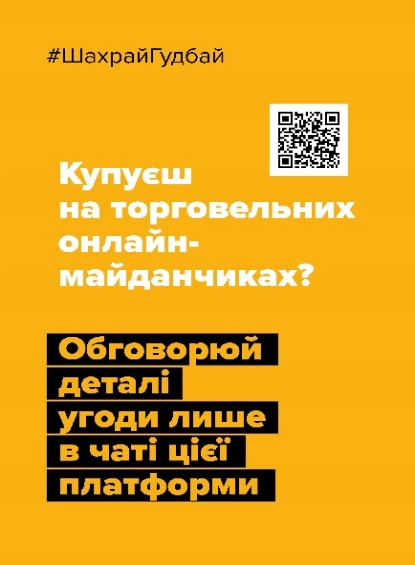 #ШахрайГудбай
Купуєш
на торговельних
онлайн-
майданчиках?
Обговорюй
деталі
угоди лише
в чаті цієї
платформи